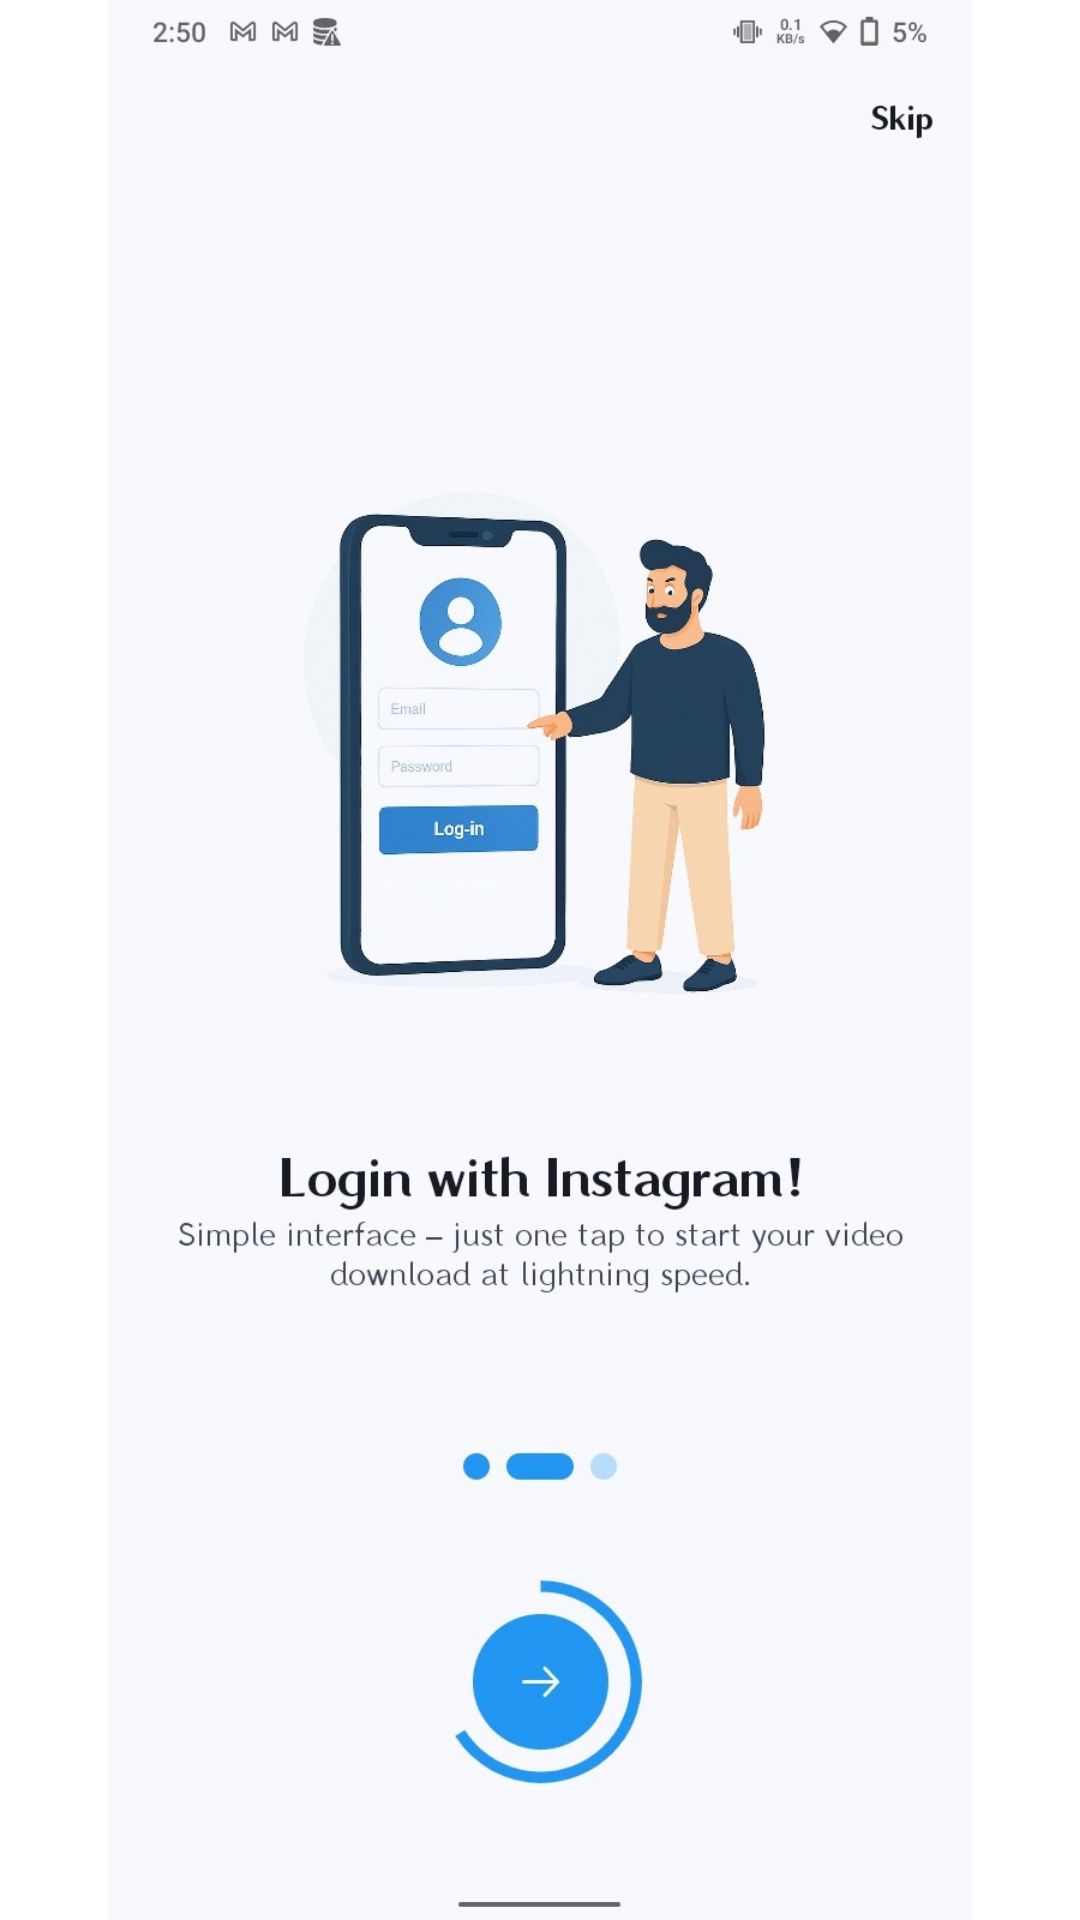 2:50
0.1
KB/s
5%
Skip
Email
Password
Log-in
Login with Instagram!
Simple interface – just one tap to start your video
download at lightning speed.